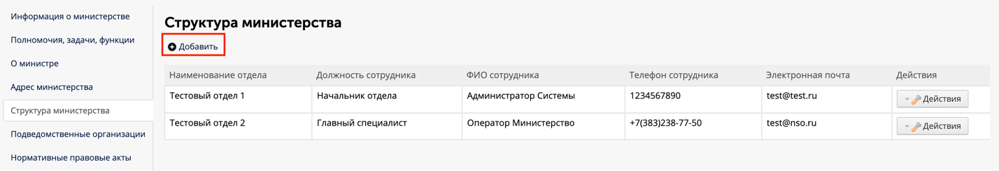 Информация о министерстве
Полномочия, задачи, функции
О министре
Адрес министерства
Структура министерства
Подведомственные организации
Нормативные правовые акты
Структура министерства
Добавить
Наименование отдела Должность сотрудника ФИО сотрудника Телефон сотрудника Электронная почта Действия
Тестовый отдел 1 Начальник отдела Администратор Системы 1234567890 test@test.ru Действия
Тестовый отдел 2 Главный специалист Оператор Министерство +7(383)238-77-50 test@nso.ru Действия